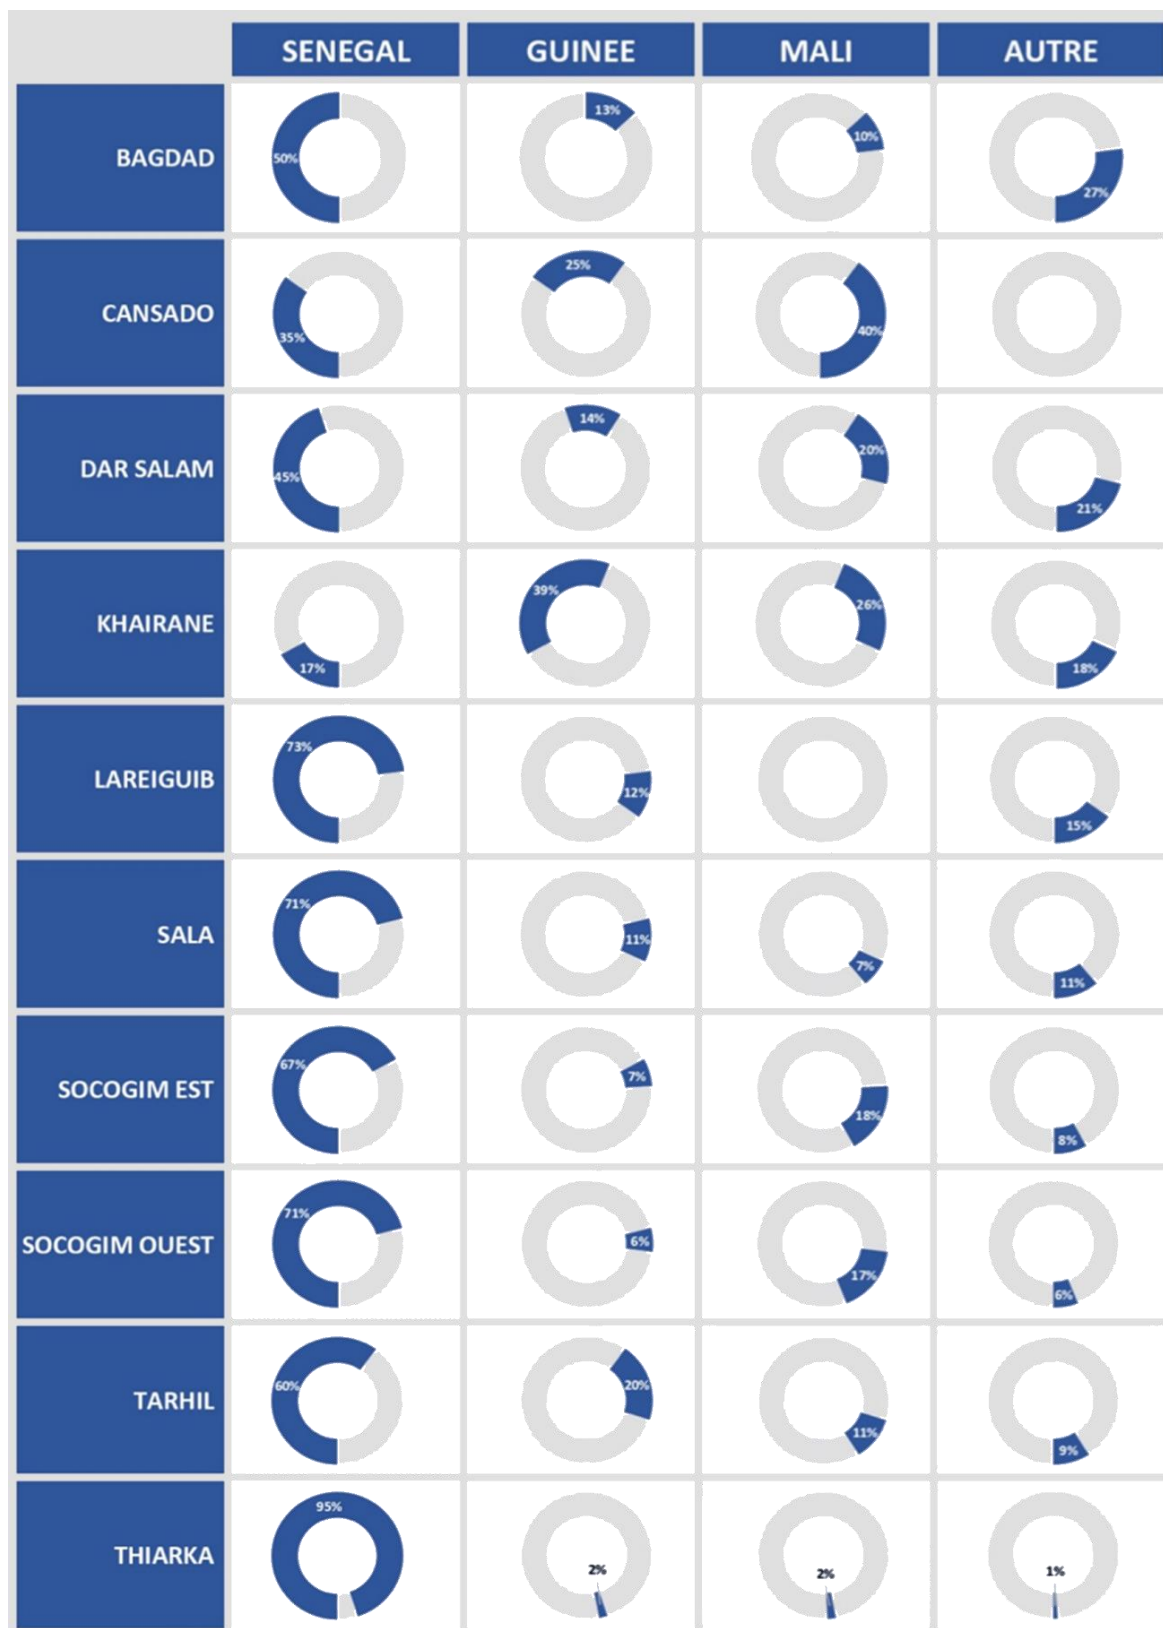 SENEGAL GUINEE MALI AUTRE
BAGDAD 50% 13% 10% 27%
CANSADO 35% 25% 40%
DAR SALAM 45% 14% 20% 21%
KHAIRANE 17% 39% 26% 18%
LAREIGUIB 73% 12% 15%
SALA 71% 11% 7% 11%
SOCOGIM EST 67% 7% 18% 8%
SOCOGIM OUEST 71% 6% 17% 6%
TARHIL 60% 20% 11% 9%
THIARKA 95% 2% 2% 1%